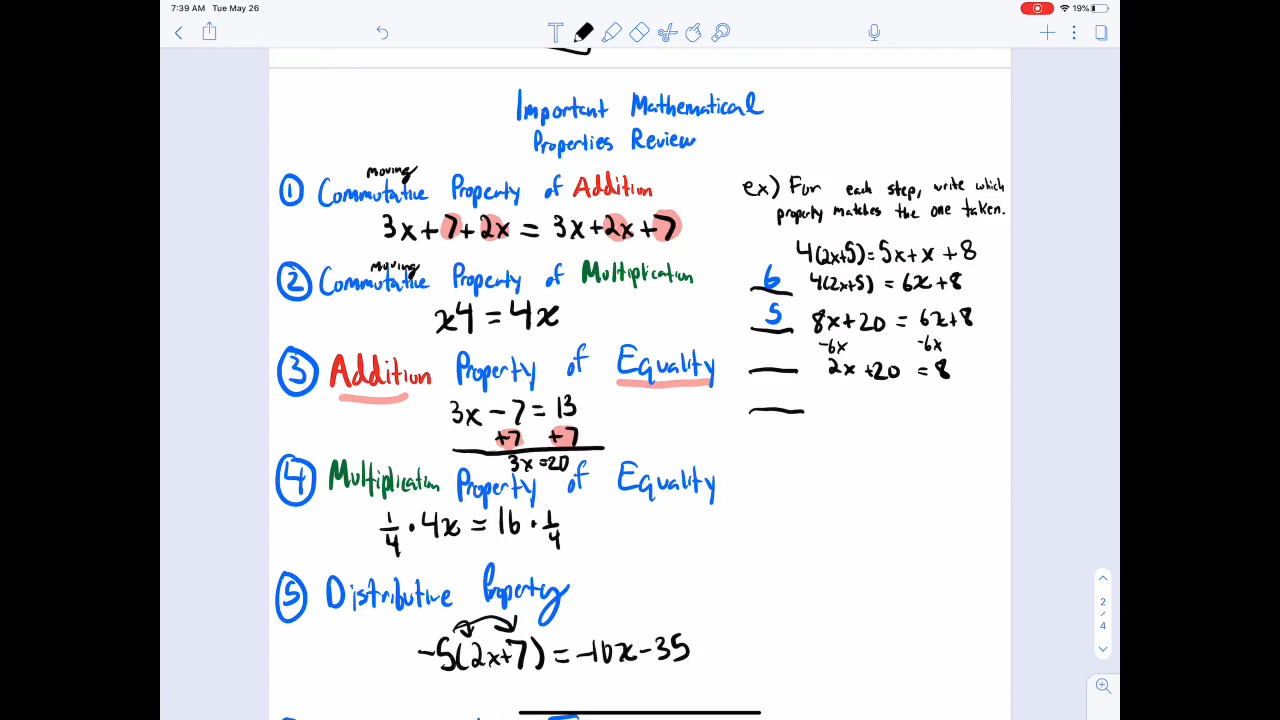 7:39 AM Tue May 26
19%
Important Mathematical
Properties Review
① Commutative Property of Addition
moving
3x+7+2x = 3x+2x+7
② Commutative Property of Multiplication
moving
x4 = 4x
③ Addition Property of Equality
3x − 7 = 13
+7 +7
3x = 20
④ Multiplication Property of Equality
1/4 · 4x = 16 · 1/4
⑤ Distributive Property
-5(2x+7) = -10x - 35
ex) For each step, write which
property matches the one taken.
4(2x+5) = 5x + x + 8
6 4(2x+5) = 6x + 8
5 8x+20 = 6x+8
-6x -6x
2x +20 = 8
2
4